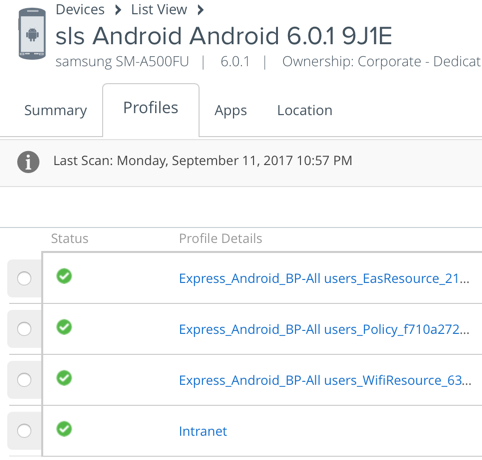 Devices > List View >
sls Android Android 6.0.1 9J1E
samsung SM-A500FU | 6.0.1 | Ownership: Corporate - Dedicat
Summary Profiles Apps Location
Last Scan: Monday, September 11, 2017 10:57 PM
Status Profile Details
Express_Android_BP-All users_EasResource_21...
Express_Android_BP-All users_Policy_f710a272...
Express_Android_BP-All users_WifiResource_63...
Intranet